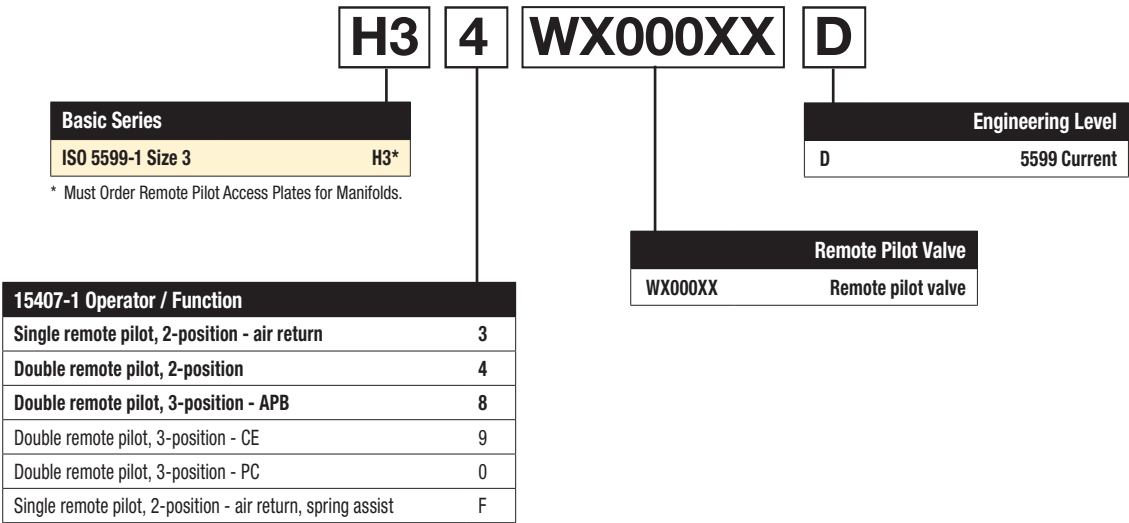 H3 4 WX000XX D
Basic Series
ISO 5599-1 Size 3 H3*
* Must Order Remote Pilot Access Plates for Manifolds.
Engineering Level
D 5599 Current
Remote Pilot Valve
WX000XX Remote pilot valve
15407-1 Operator / Function
Single remote pilot, 2-position - air return 3
Double remote pilot, 2-position 4
Double remote pilot, 3-position - APB 8
Double remote pilot, 3-position - CE 9
Double remote pilot, 3-position - PC 0
Single remote pilot, 2-position - air return, spring assist F